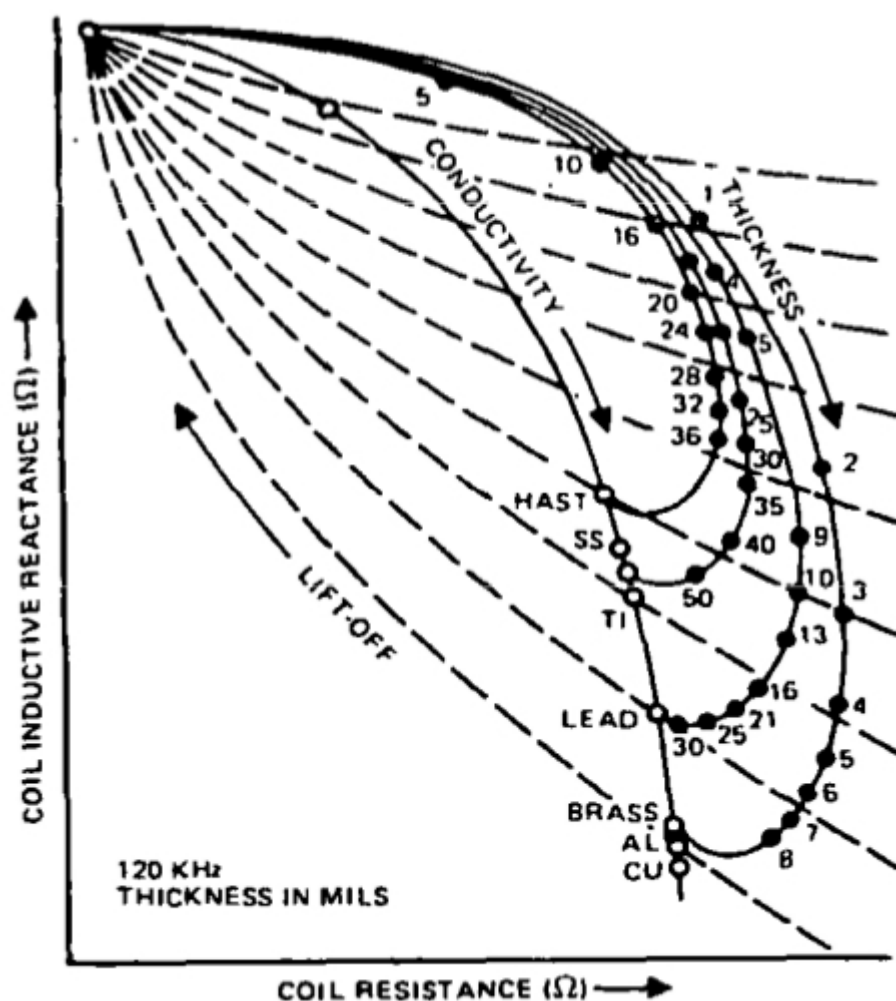 5
10
16
20
24
28
32
36
CONDUCTIVITY
THICKNESS
1
4
5
2
25
30
35
40
50
9
10
13
16
21
25
30
3
4
5
6
7
8
HAST
SS
TI
LEAD
BRASS
AL
CU
LIFT-OFF
COIL INDUCTIVE REACTANCE (Ω)
120 KHz
THICKNESS IN MILS
COIL RESISTANCE (Ω)